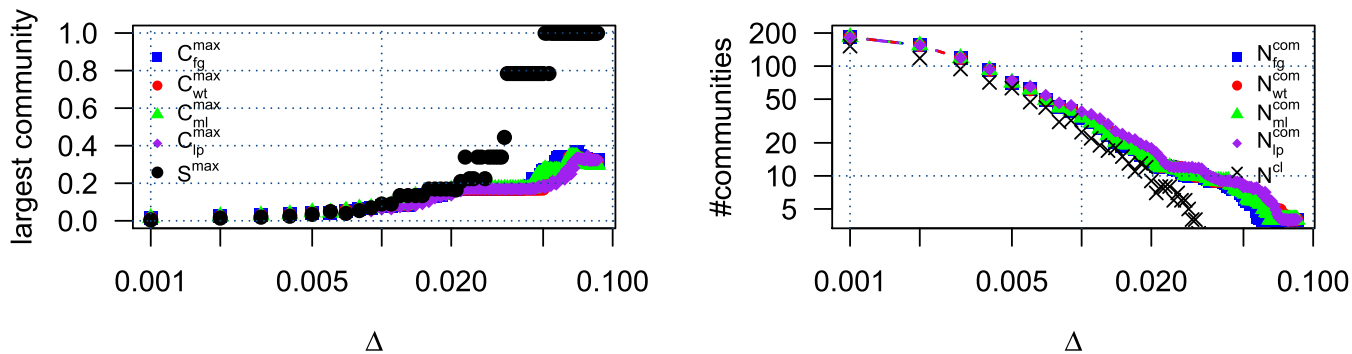 largest community
1.0
0.8
0.6
0.4
0.2
0.0
C_fg^max
C_wt^max
C_ml^max
C_lp^max
S^max
0.001 0.005 0.020 0.100
Δ
#communities
200
100
50
20
10
5
N_fg^com
N_wt^com
N_ml^com
N_lp^com
N^cl
0.001 0.005 0.020 0.100
Δ